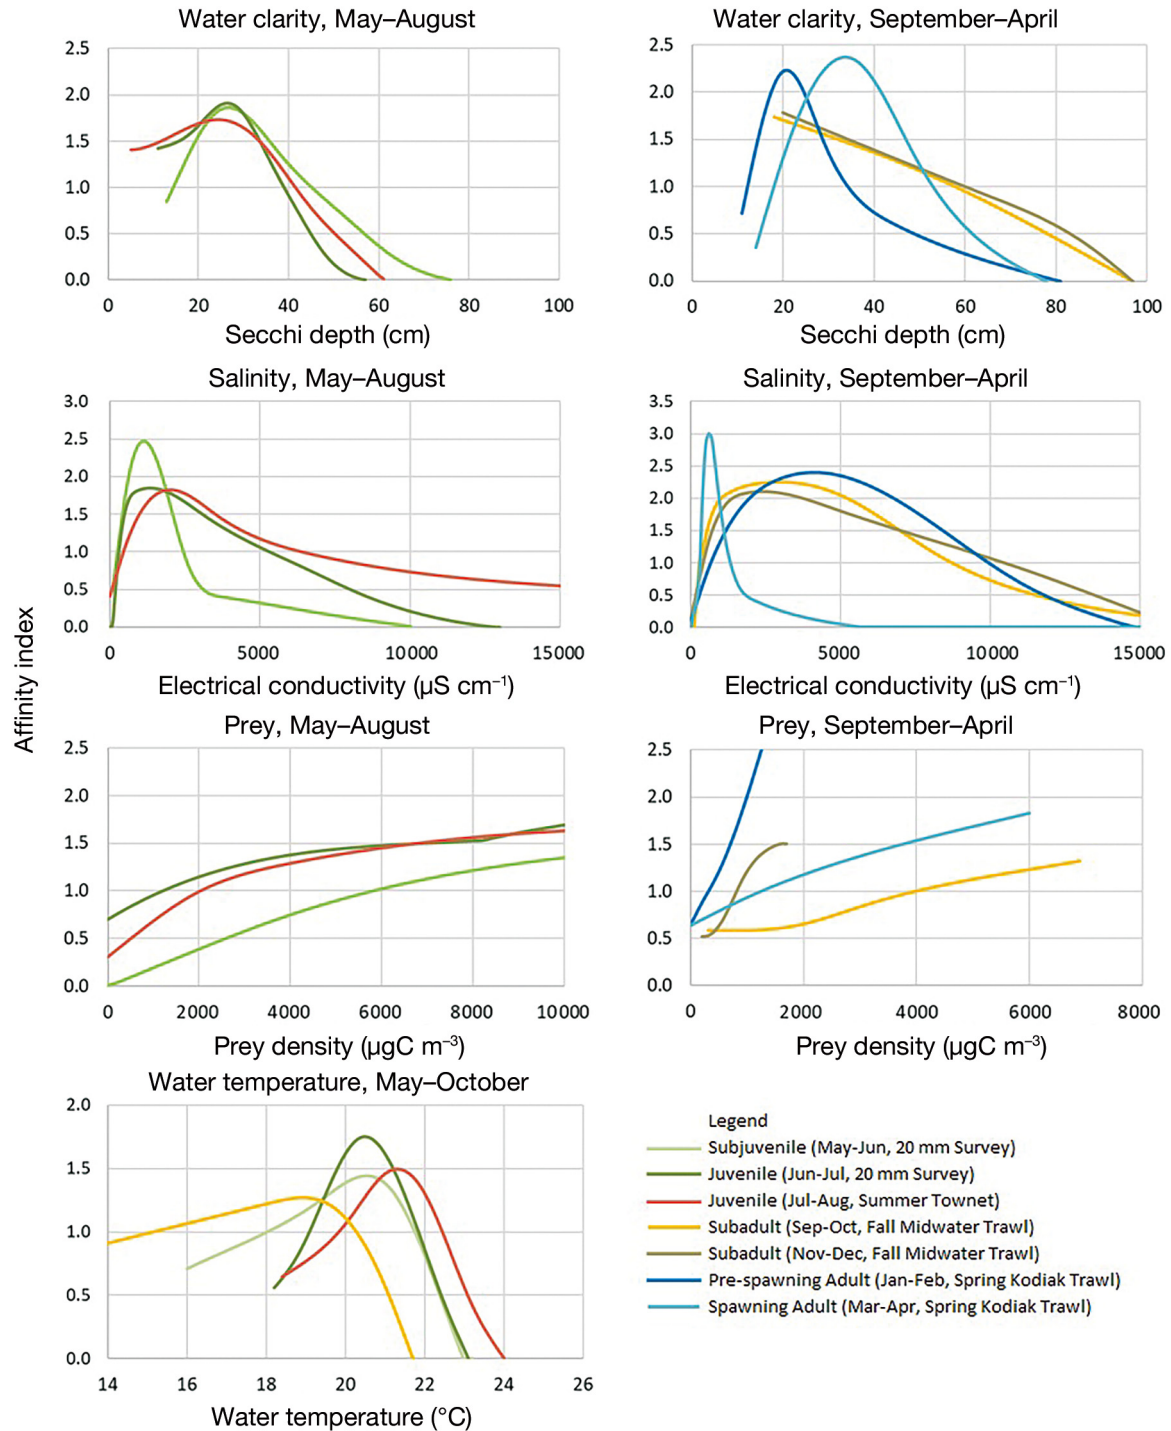 Water clarity, May–August
2.5
2.0
1.5
1.0
0.5
0.0
0 20 40 60 80 100
Secchi depth (cm)
Water clarity, September–April
2.5
2.0
1.5
1.0
0.5
0.0
0 20 40 60 80 100
Secchi depth (cm)
Salinity, May–August
3.0
2.5
2.0
1.5
1.0
0.5
0.0
0 5000 10000 15000
Electrical conductivity (µS cm⁻¹)
Salinity, September–April
3.5
3.0
2.5
2.0
1.5
1.0
0.5
0.0
0 5000 10000 15000
Electrical conductivity (µS cm⁻¹)
Affinity index
Prey, May–August
2.5
2.0
1.5
1.0
0.5
0.0
0 2000 4000 6000 8000 10000
Prey density (µgC m⁻³)
Prey, September–April
2.5
2.0
1.5
1.0
0.5
0.0
0 2000 4000 6000 8000
Prey density (µgC m⁻³)
Water temperature, May–October
2.0
1.5
1.0
0.5
0.0
14 16 18 20 22 24 26
Water temperature (°C)
Legend
Subjuvenile (May-Jun, 20 mm Survey)
Juvenile (Jun-Jul, 20 mm Survey)
Juvenile (Jul-Aug, Summer Townet)
Subadult (Sep-Oct, Fall Midwater Trawl)
Subadult (Nov-Dec, Fall Midwater Trawl)
Pre-spawning Adult (Jan-Feb, Spring Kodiak Trawl)
Spawning Adult (Mar-Apr, Spring Kodiak Trawl)